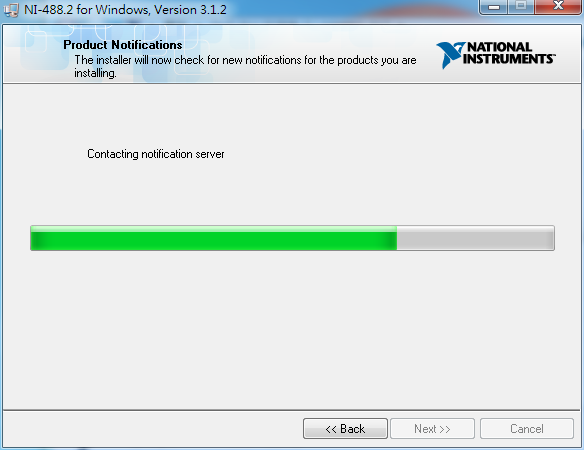 NI-488.2 for Windows, Version 3.1.2
Product Notifications
The installer will now check for new notifications for the products you are
installing.
NATIONAL
INSTRUMENTS™
Contacting notification server
<< Back
Next >>
Cancel